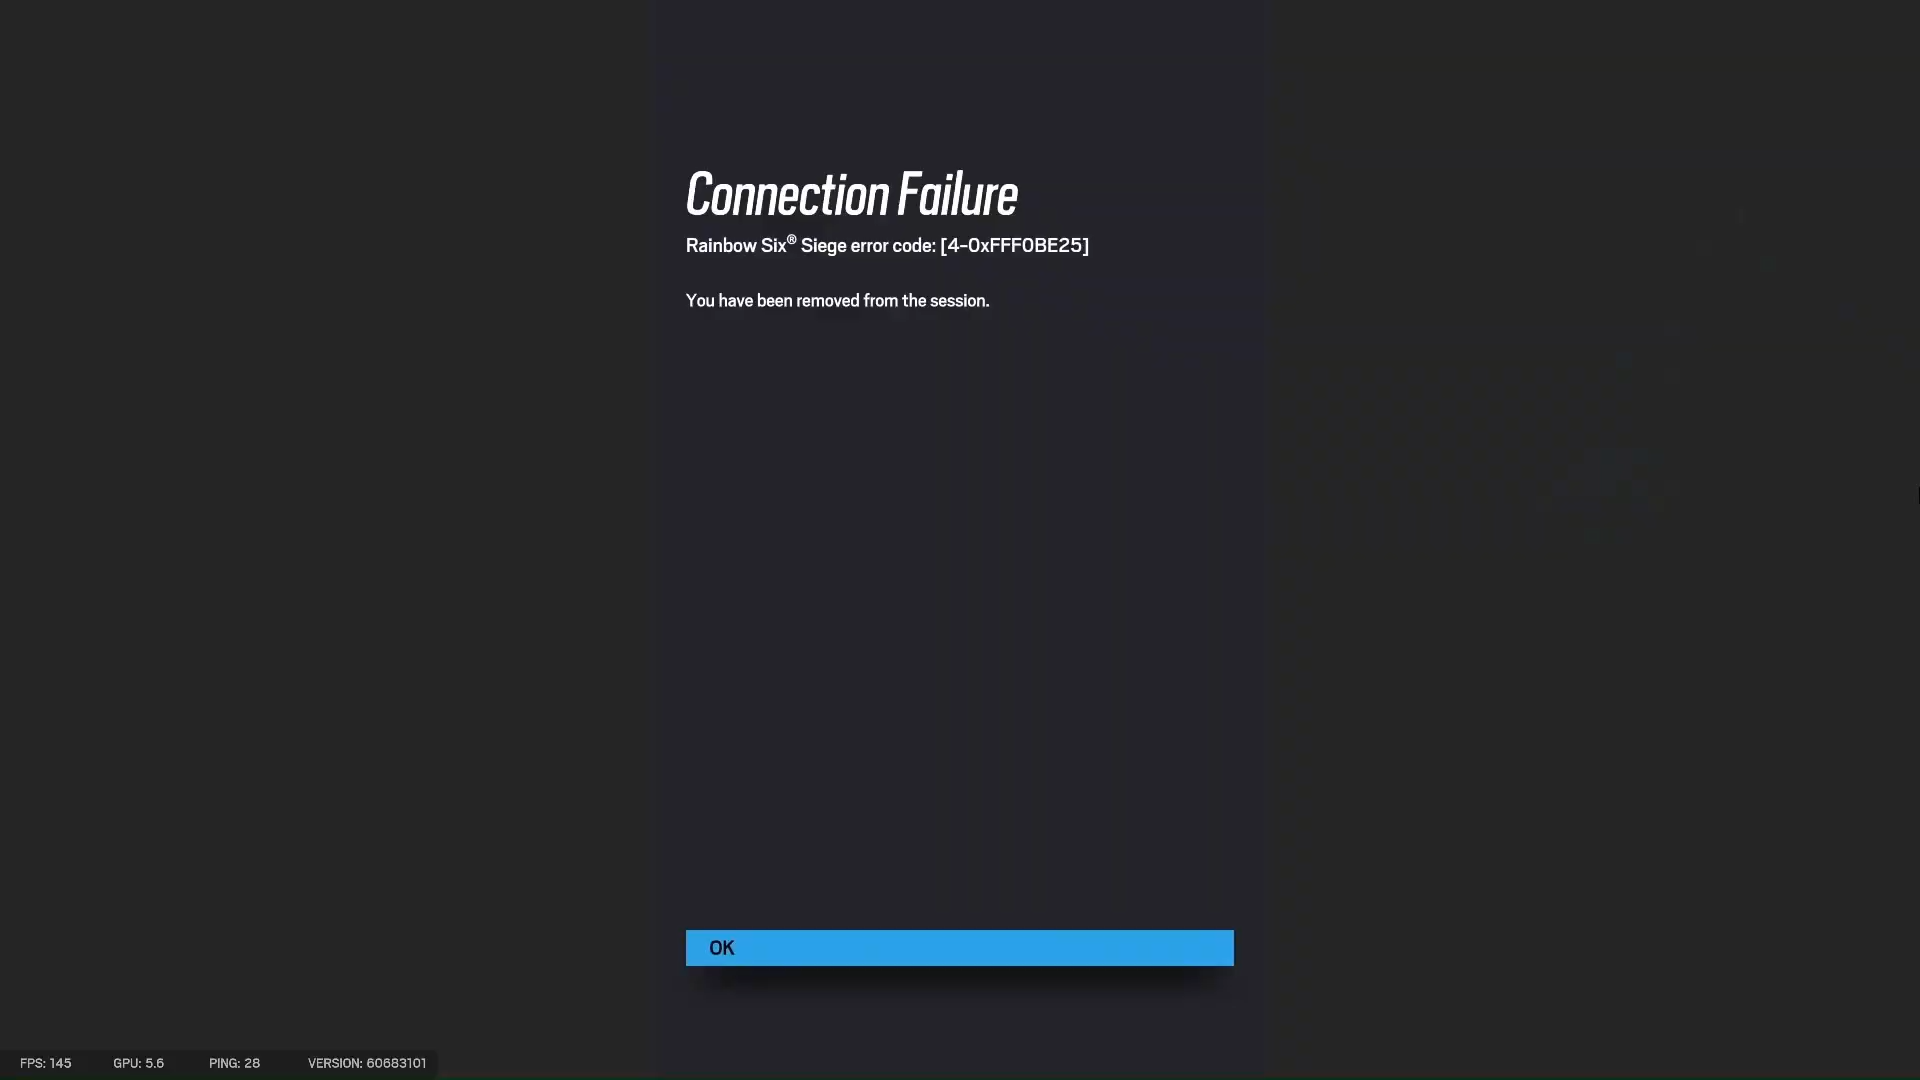 Connection Failure
Rainbow Six® Siege error code: [4-0xFFF0BE25]
You have been removed from the session.
OK
FPS: 145 GPU: 5.6 PING: 28 VERSION: 60683101